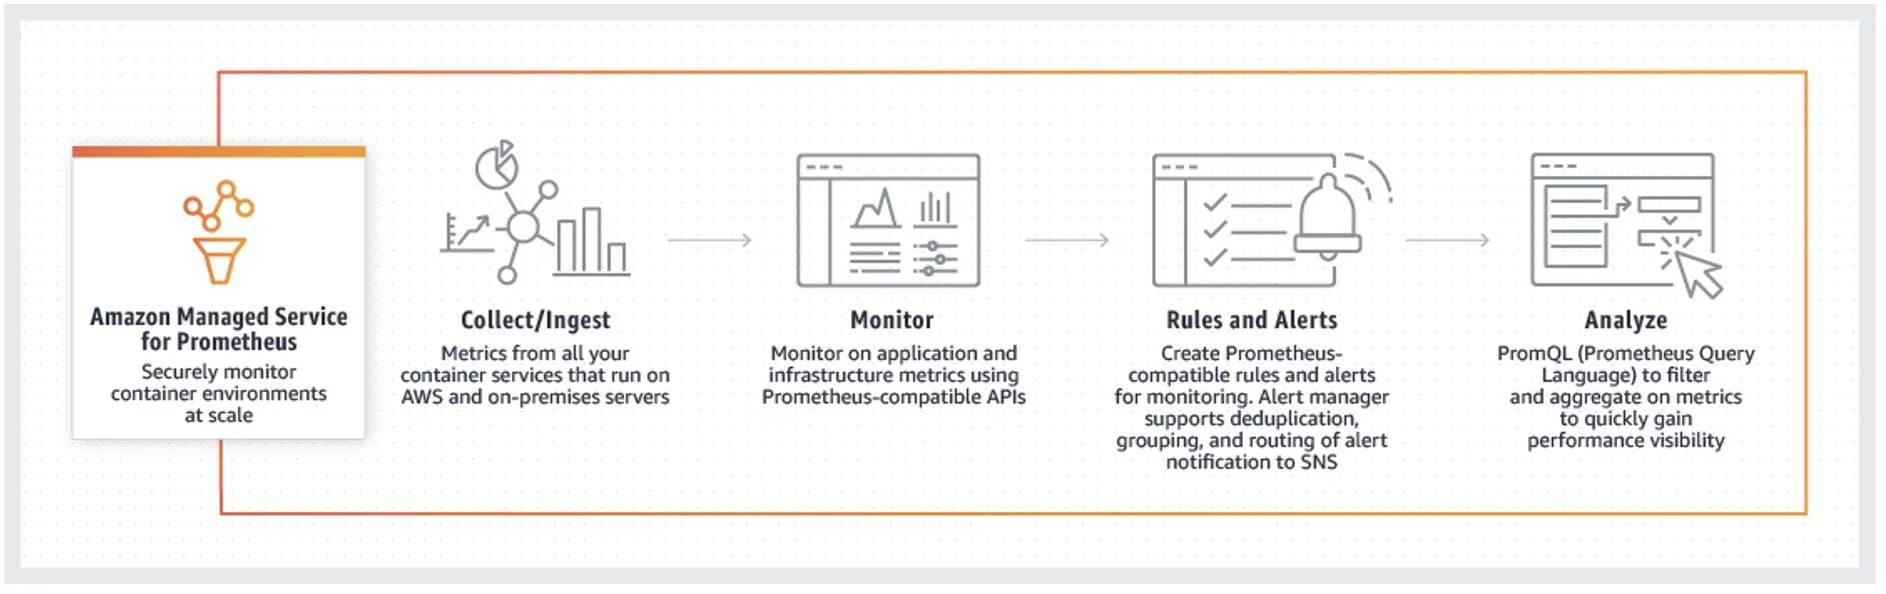 Amazon Managed Service
for Prometheus
Securely monitor
container environments
at scale
Collect/Ingest
Metrics from all your
container services that run on
AWS and on-premises servers
Monitor
Monitor on application and
infrastructure metrics using
Prometheus-compatible APIs
Rules and Alerts
Create Prometheus-
compatible rules and alerts
for monitoring. Alert manager
supports deduplication,
grouping, and routing of alert
notification to SNS
Analyze
PromQL (Prometheus Query
Language) to filter
and aggregate on metrics
to quickly gain
performance visibility